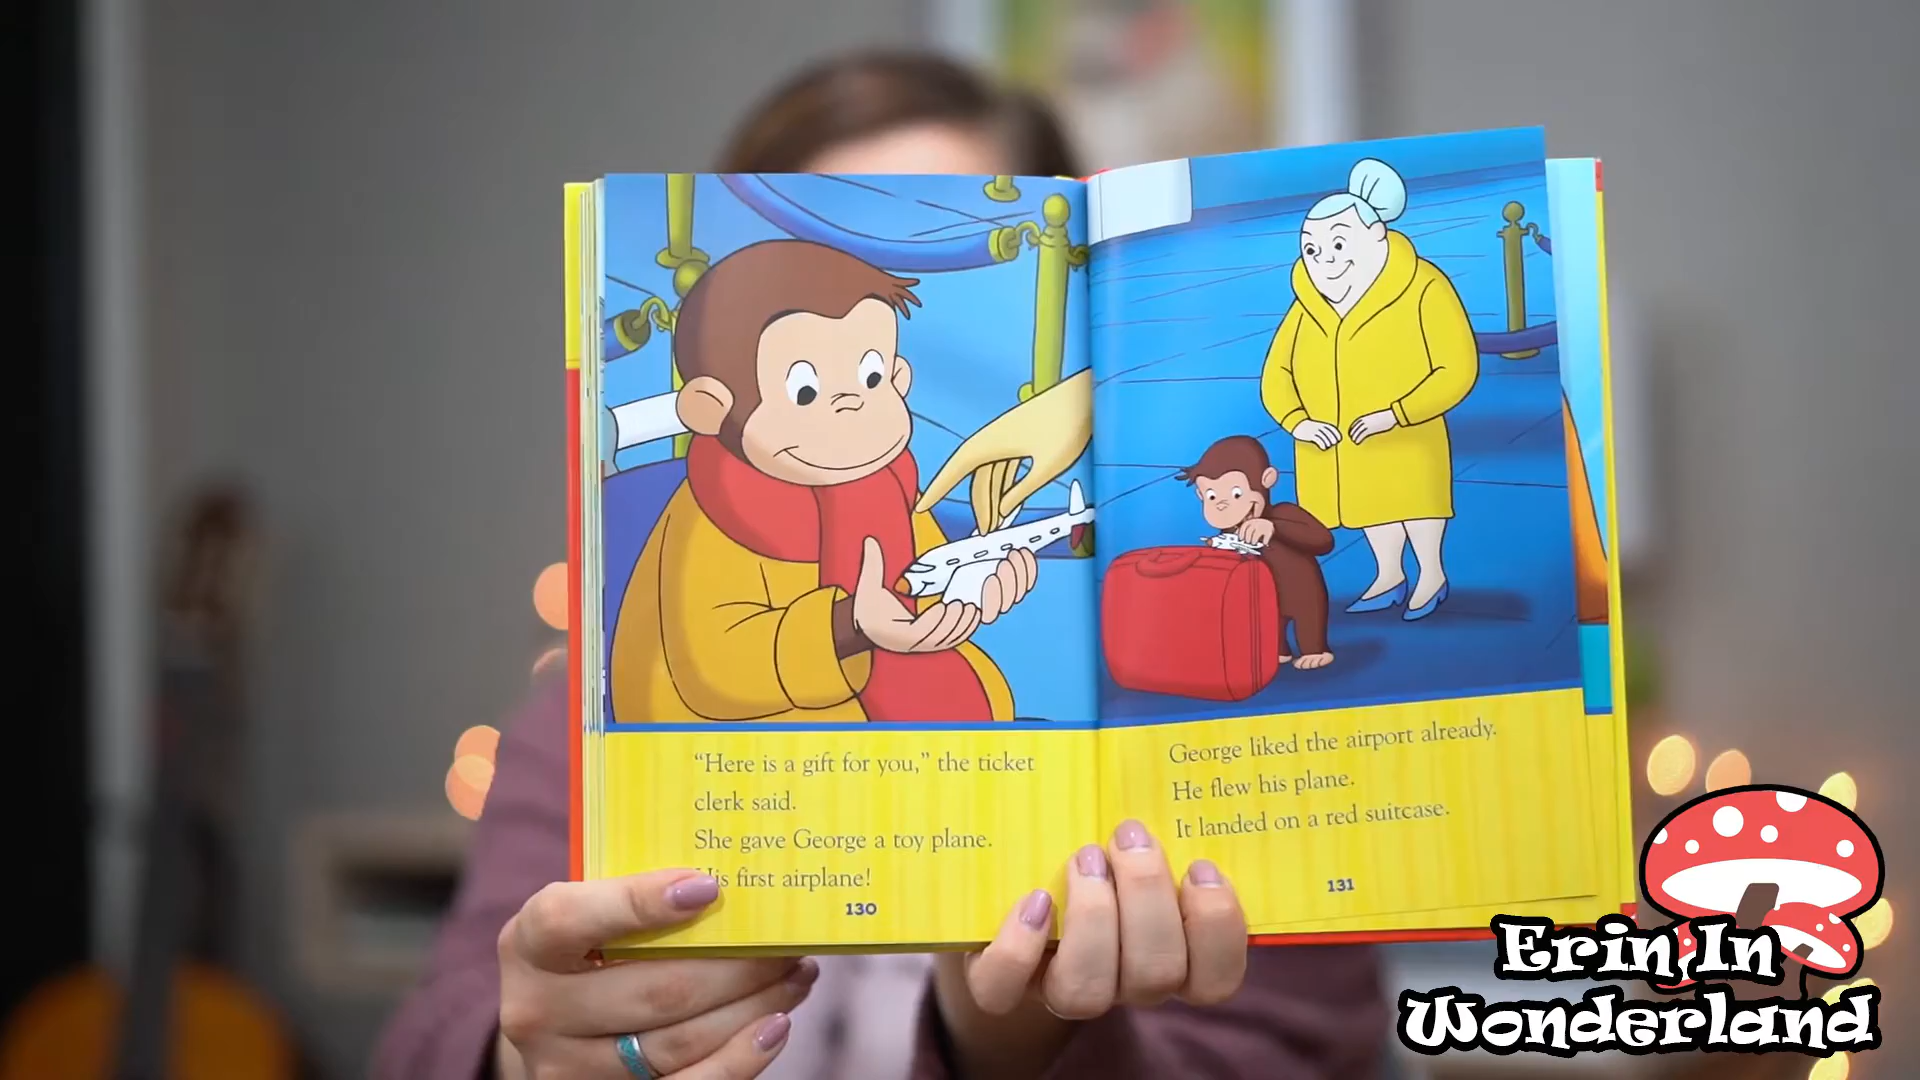 “Here is a gift for you,” the ticket
clerk said.
She gave George a toy plane.
His first airplane!
130
George liked the airport already.
He flew his plane.
It landed on a red suitcase.
131
Erin In
Wonderland